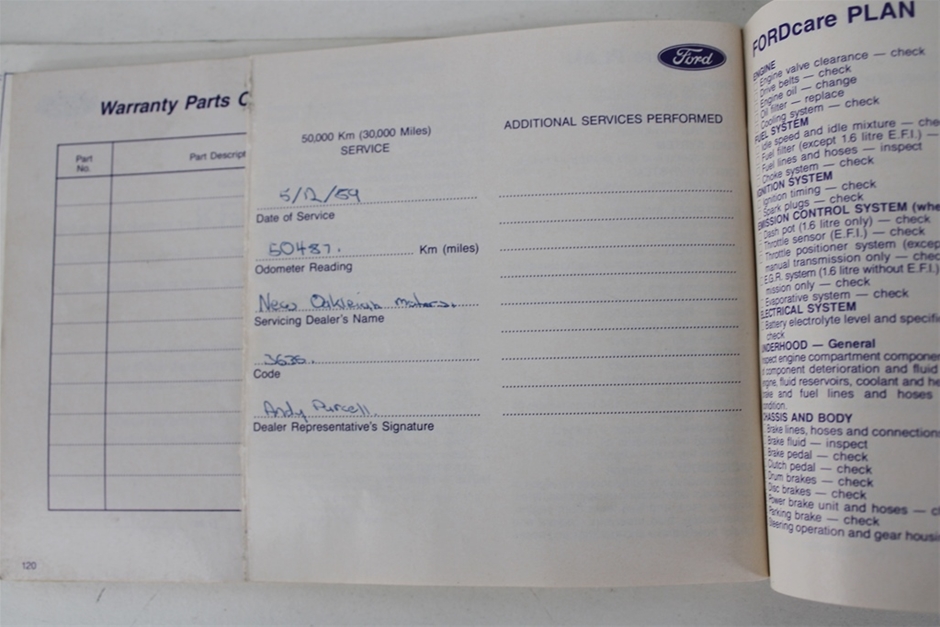 Warranty Parts
Part No.
Part Descript
120
Ford
50,000 Km (30,000 Miles)
SERVICE
ADDITIONAL SERVICES PERFORMED
5/12/89
Date of Service
50487. Km (miles)
Odometer Reading
New Oakleigh Motors.
Servicing Dealer's Name
3635.
Code
Andy Purcell.
Dealer Representative's Signature
FORDcare PLAN
ENGINE
Engine valve clearance — check
Drive belts — check
Engine oil — change
Oil filter — replace
Cooling system — check
FUEL SYSTEM
Idle speed and idle mixture — che
Fuel filter (except 1.6 litre E.F.I.) —
Fuel lines and hoses — inspect
Choke system — check
IGNITION SYSTEM
Ignition timing — check
Spark plugs — check
EMISSION CONTROL SYSTEM (whe
Dash pot (1.6 litre only) — check
Throttle sensor (E.F.I.) — check
Throttle positioner system (excep
manual transmission only — chec
E.G.R. system (1.6 litre without E.F.I.)
mission only — check
Evaporative system — check
ELECTRICAL SYSTEM
Battery electrolyte level and specifi
check
UNDERHOOD — General
Inspect engine compartment componen
component deterioration and fluid
engine, fluid reservoirs, coolant and he
brake and fuel lines and hoses
condition.
CHASSIS AND BODY
Brake lines, hoses and connections
Brake fluid — inspect
Brake pedal — check
Clutch pedal — check
Drum brakes — check
Disc brakes — check
Power brake unit and hoses — c
Parking brake — check
Steering operation and gear housi